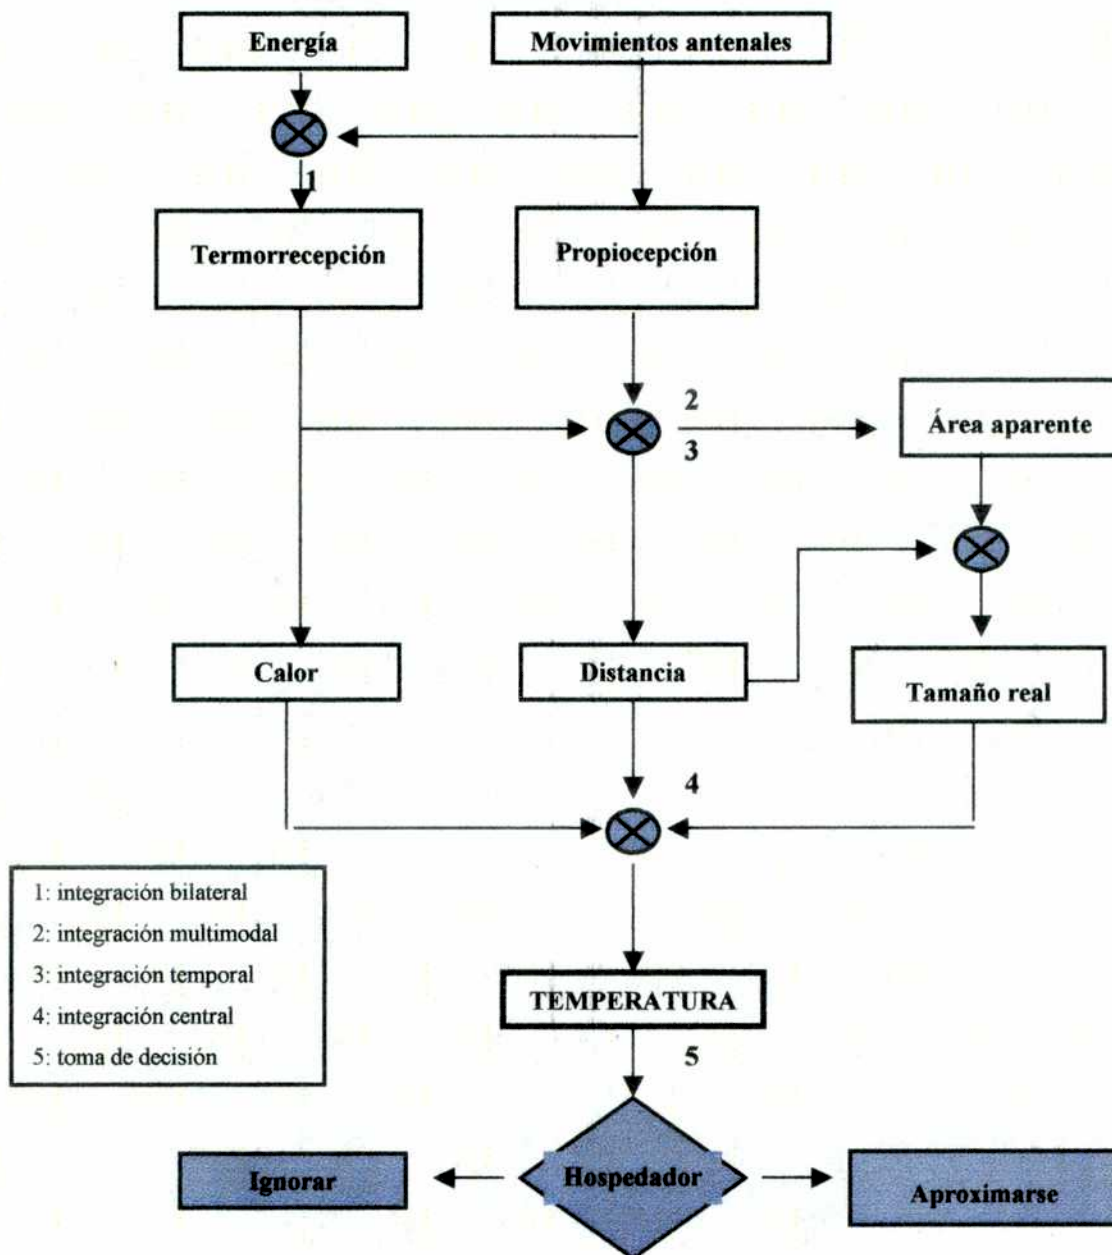 Energía
Movimientos antenales
1
Termorrecepción
Propiocepción
2
Área aparente
3
Calor
Distancia
Tamaño real
4
1: integración bilateral
2: integración multimodal
3: integración temporal
4: integración central
5: toma de decisión
TEMPERATURA
5
Ignorar
Hospedador
Aproximarse